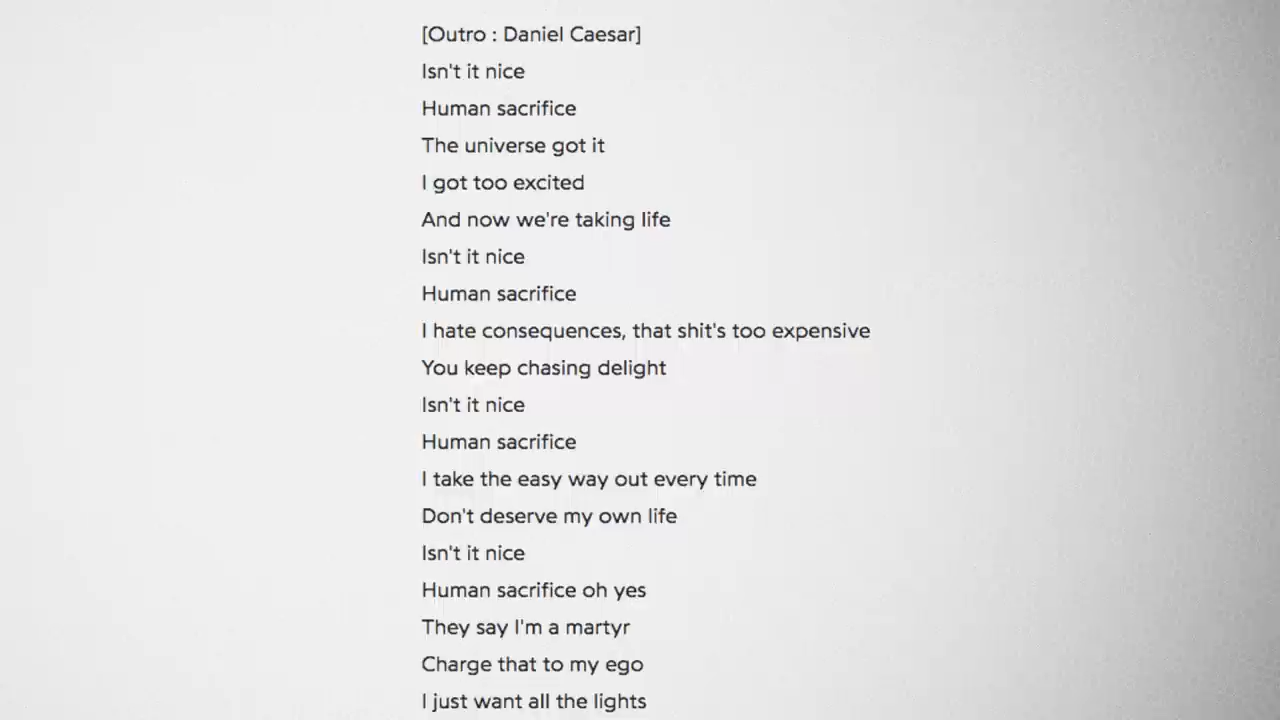 [Outro : Daniel Caesar]
Isn't it nice
Human sacrifice
The universe got it
I got too excited
And now we're taking life
Isn't it nice
Human sacrifice
I hate consequences, that shit's too expensive
You keep chasing delight
Isn't it nice
Human sacrifice
I take the easy way out every time
Don't deserve my own life
Isn't it nice
Human sacrifice oh yes
They say I'm a martyr
Charge that to my ego
I just want all the lights